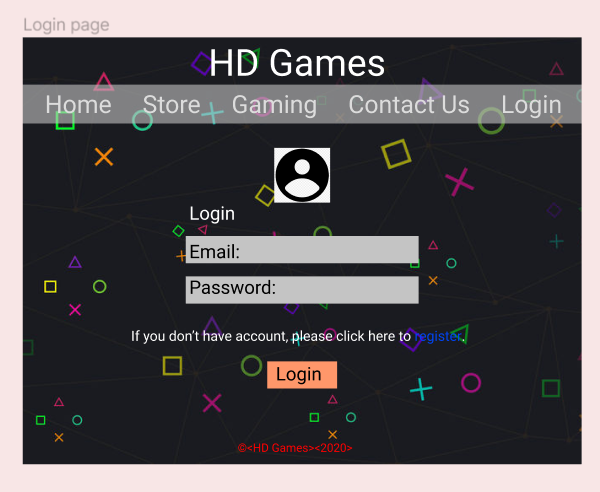 Login page
HD Games
Home Store Gaming Contact Us Login
Login
Email:
Password:
If you don't have account, please click here to register.
Login
©<HD Games><2020>